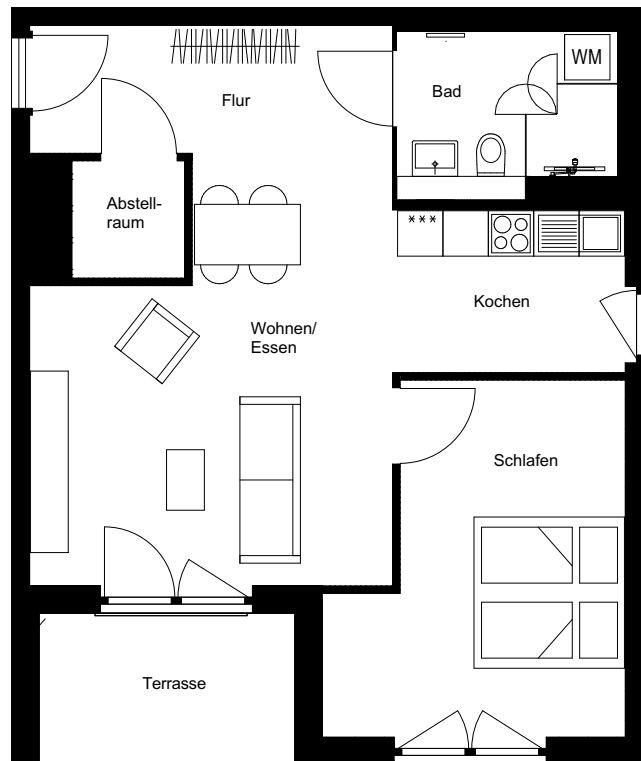 WM
Bad
Flur
Abstell-
raum
***
Kochen
Wohnen/
Essen
Schlafen
Terrasse